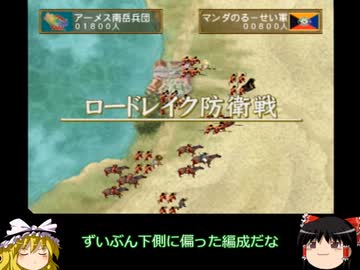 アーメス南岳兵団
01800人
マンダのるーせい軍
00800人
ロードレイク防衛戦
ずいぶん下側に偏った編成だな